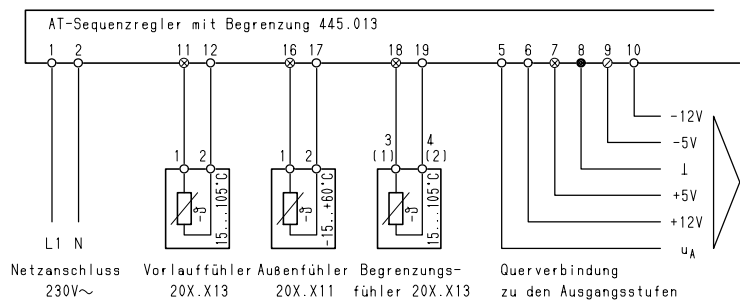 AT-Sequenzregler mit Begrenzung 445.013
1 2 11 12 16 17 18 19 5 6 7 8 9 10
-12V
3 4
-5V
(1) (2)
1 2 1 2
⊥
+5V
-ϑ -ϑ -ϑ
15...105°C
-15...+60°C
15...105°C
+12V
L1 N
uA
Netzanschluss Vorlauffühler Außenfühler Begrenzungs- Querverbindung
230V~ 20X.X13 20X.X11 fühler 20X.X13 zu den Ausgangsstufen